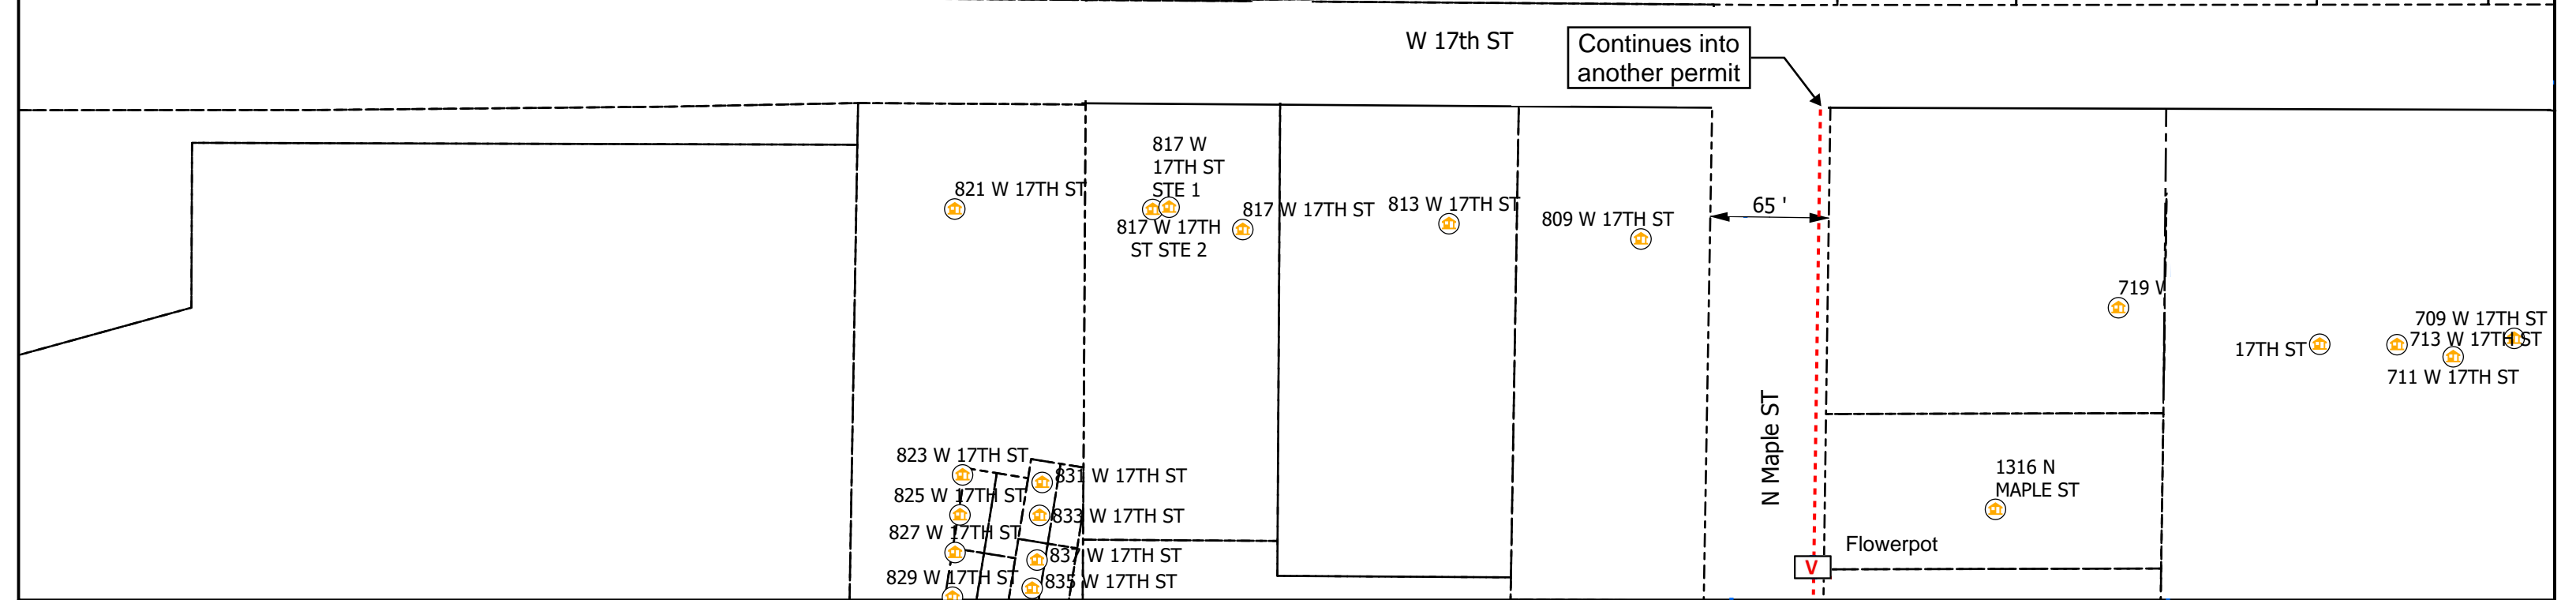 W 17th ST
Continues into
another permit
817 W
17TH ST
STE 1
821 W 17TH ST
817 W 17TH ST
813 W 17TH ST
65 '
809 W 17TH ST
817 W 17TH
ST STE 2
719 W
709 W 17TH ST
713 W 17TH ST
17TH ST
711 W 17TH ST
N Maple ST
823 W 17TH ST
831 W 17TH ST
1316 N
MAPLE ST
825 W 17TH ST
833 W 17TH ST
827 W 17TH ST
Flowerpot
837 W 17TH ST
V
829 W 17TH ST
835 W 17TH ST